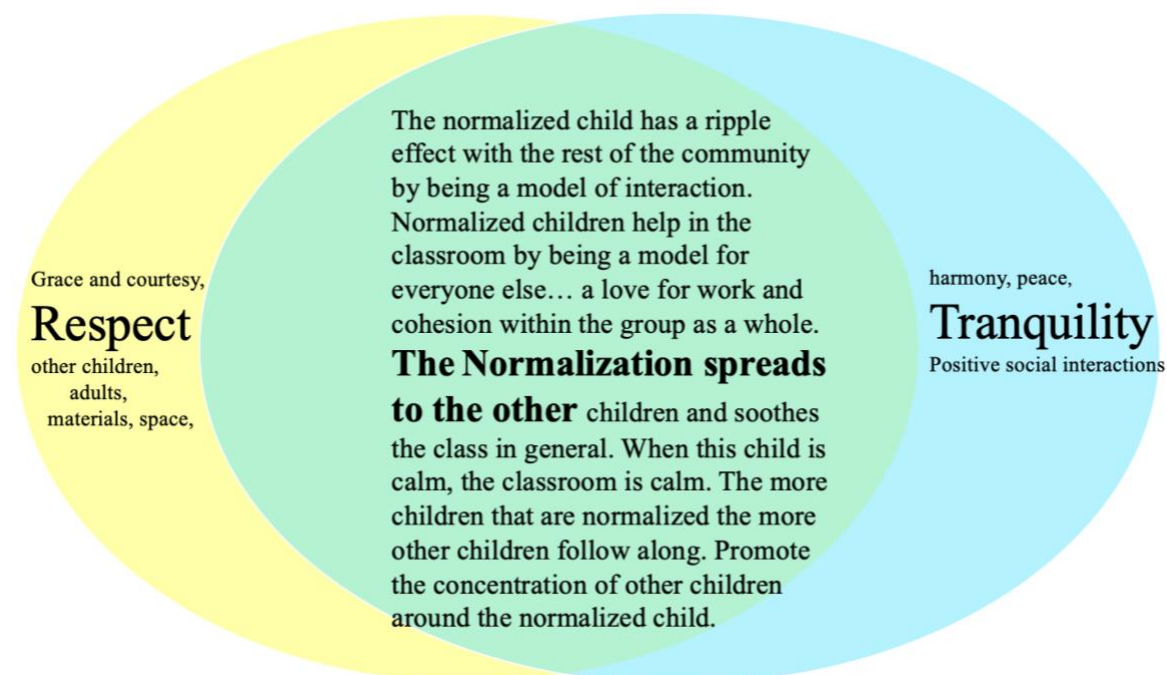 Grace and courtesy,
Respect
other children,
adults,
materials, space,
The normalized child has a ripple
effect with the rest of the community
by being a model of interaction.
Normalized children help in the
classroom by being a model for
everyone else… a love for work and
cohesion within the group as a whole.
The Normalization spreads
to the other children and soothes
the class in general. When this child is
calm, the classroom is calm. The more
children that are normalized the more
other children follow along. Promote
the concentration of other children
around the normalized child.
harmony, peace,
Tranquility
Positive social interactions